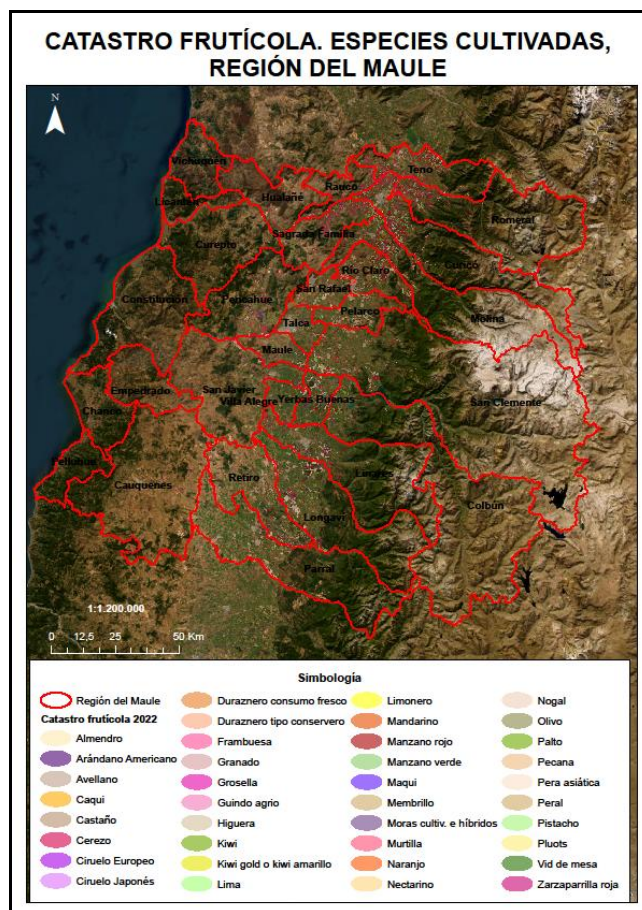 CATASTRO FRUTÍCOLA. ESPECIES CULTIVADAS,
REGIÓN DEL MAULE
N
Vichuquén
Teno
Rauco
Licantén
Hualañé
Romeral
Sagrada Familia
Curepto
Curicó
Río Claro
Constitución
Pencahue
San Rafael
Pelarco
Molina
Talca
Maule
Empedrado
San Javier
Villa Alegre
Yerbas Buenas
San Clemente
Chanco
Pelluhue
Cauquenes
Retiro
Linares
Colbún
Longaví
Parral
1:1.200.000
0 12,5 25 50 Km
Simbología
Región del Maule
Catastro frutícola 2022
Almendro
Arándano Americano
Avellano
Caqui
Castaño
Cerezo
Ciruelo Europeo
Ciruelo Japonés
Duraznero consumo fresco
Duraznero tipo conservero
Frambuesa
Granado
Grosella
Guindo agrio
Higuera
Kiwi
Kiwi gold o kiwi amarillo
Lima
Limonero
Mandarino
Manzano rojo
Manzano verde
Maqui
Membrillo
Moras cultiv. e híbridos
Murtilla
Naranjo
Nectarino
Nogal
Olivo
Palto
Pecana
Pera asiática
Peral
Pistacho
Pluots
Vid de mesa
Zarzaparrilla roja